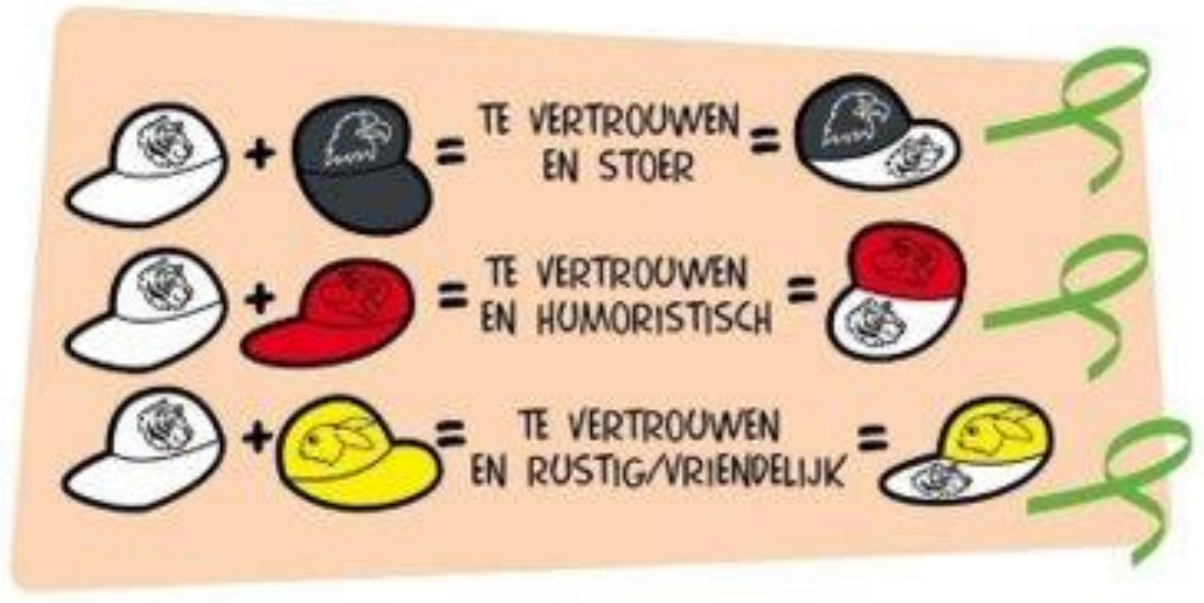 + = TE VERTROUWEN =
EN STOER
+ = TE VERTROUWEN =
EN HUMORISTISCH
+ = TE VERTROUWEN =
EN RUSTIG/VRIENDELIJK